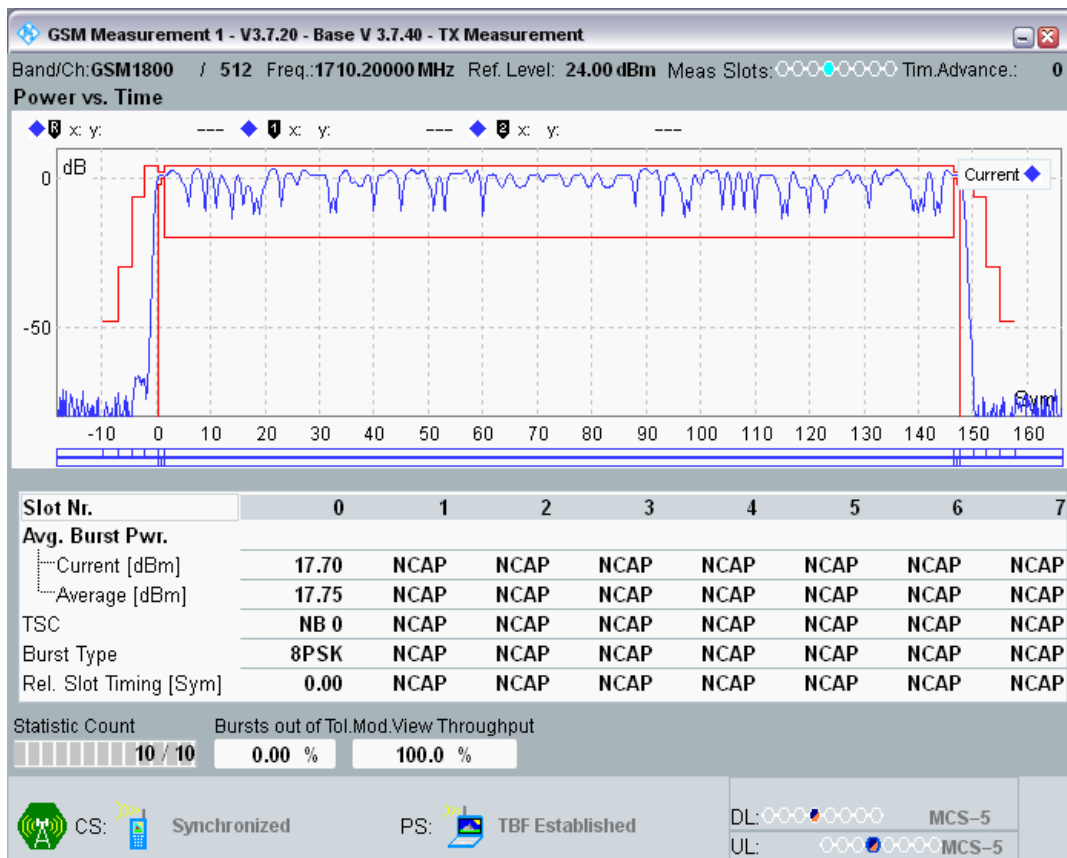 GSM Measurement 1 - V3.7.20 - Base V 3.7.40 - TX Measurement
Band/Ch:GSM1800 / 512 Freq.:1710.20000 MHz Ref. Level: 24.00 dBm Meas Slots: Tim.Advance.: 0
Power vs. Time
R x: y: --- 1 x: y: --- 2 x: y: ---
dB
Current
0
-50
Sym
-10 0 10 20 30 40 50 60 70 80 90 100 110 120 130 140 150 160
Slot Nr. 0 1 2 3 4 5 6 7
Avg. Burst Pwr.
Current [dBm] 17.70 NCAP NCAP NCAP NCAP NCAP NCAP NCAP
Average [dBm] 17.75 NCAP NCAP NCAP NCAP NCAP NCAP NCAP
TSC NB 0 NCAP NCAP NCAP NCAP NCAP NCAP NCAP
Burst Type 8PSK NCAP NCAP NCAP NCAP NCAP NCAP NCAP
Rel. Slot Timing [Sym] 0.00 NCAP NCAP NCAP NCAP NCAP NCAP NCAP
Statistic Count Bursts out of Tol. Mod.View Throughput
10 / 10 0.00 % 100.0 %
CS: Synchronized PS: TBF Established
DL: MCS-5
UL: MCS-5